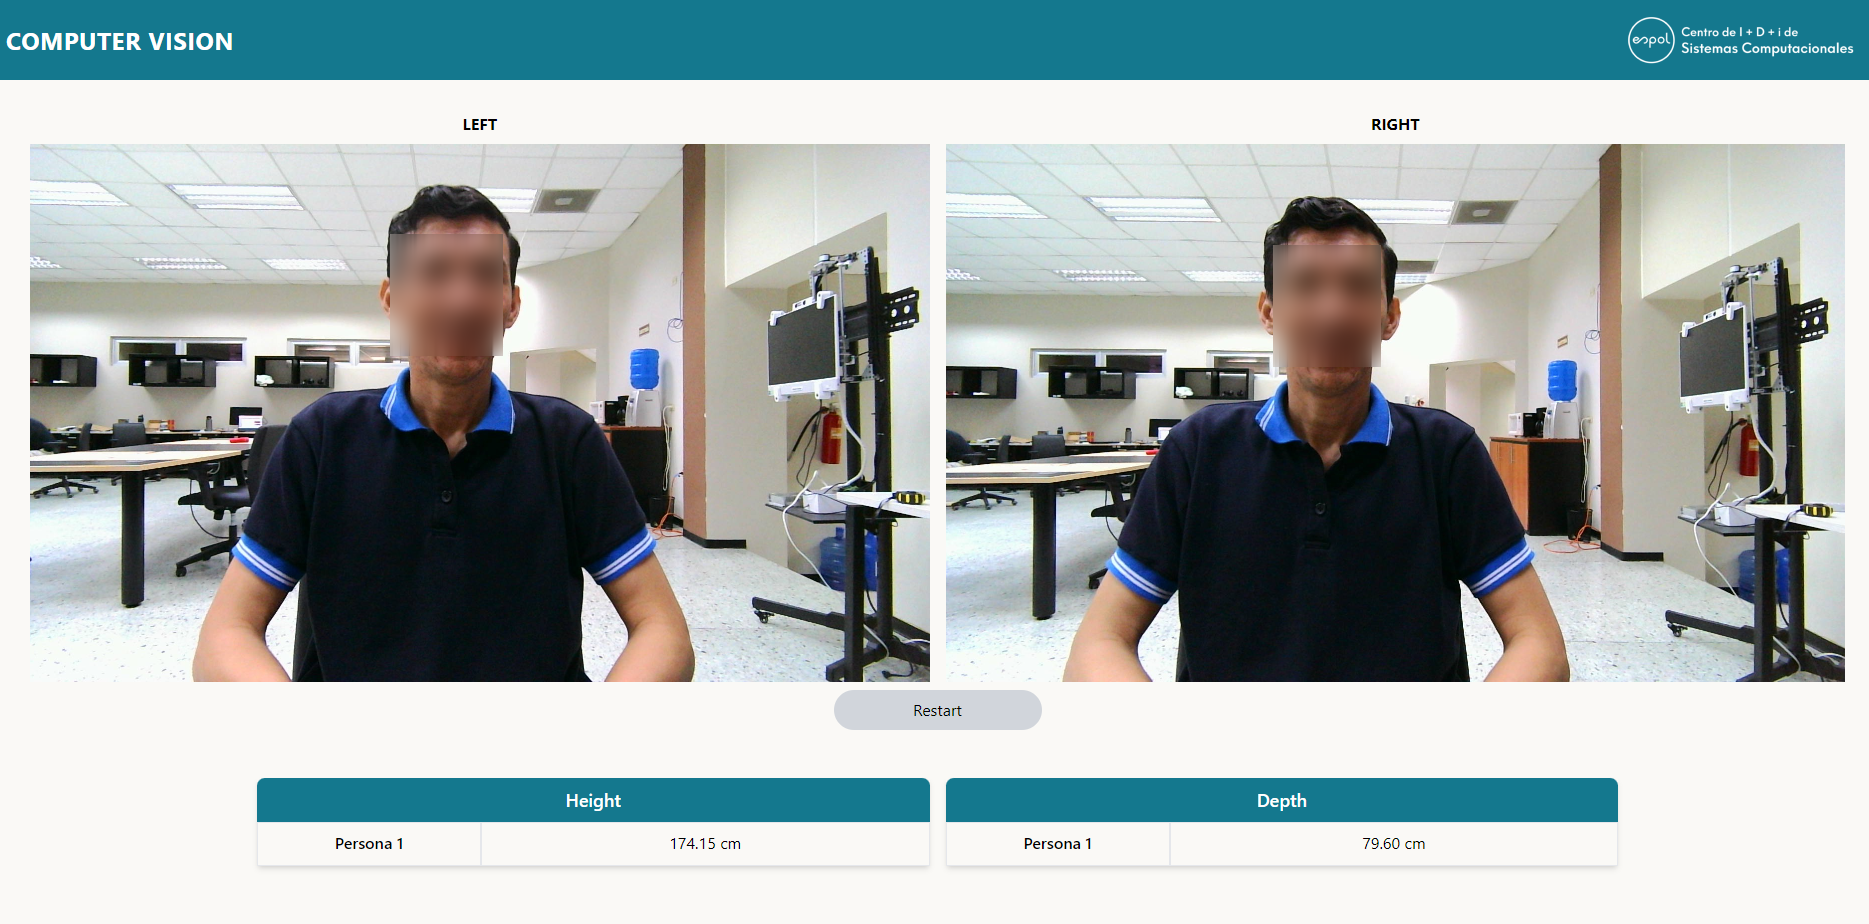 COMPUTER VISION
espol
Centro de I + D + i de
Sistemas Computacionales
LEFT
RIGHT
Restart
Height
Persona 1
174.15 cm
Depth
Persona 1
79.60 cm